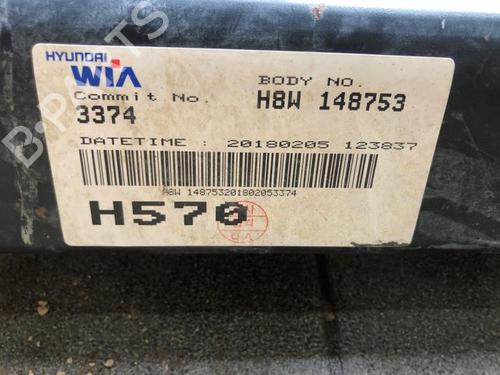 HYUNDAI
WIA
BODY NO.
Commit No.
H8W 148753
3374
DATETIME : 20180205 123837
H8W 148753201802053374
H570
B-PARTS